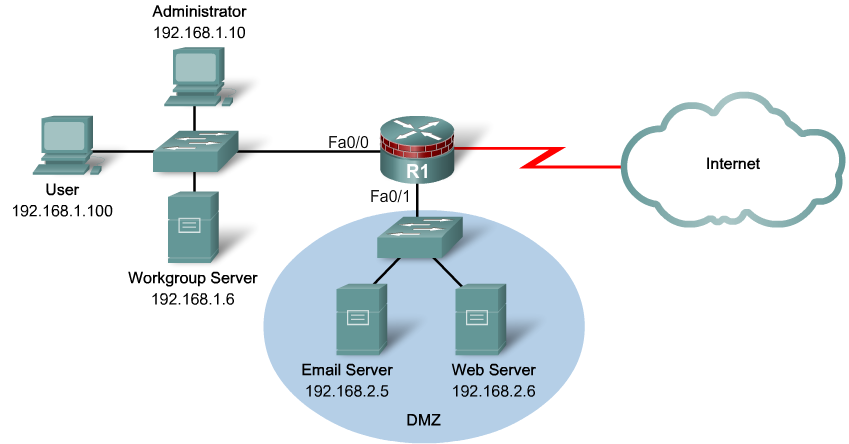 Administrator
192.168.1.10
User
192.168.1.100
Workgroup Server
192.168.1.6
Fa0/0
R1
Fa0/1
Internet
Email Server
192.168.2.5
Web Server
192.168.2.6
DMZ